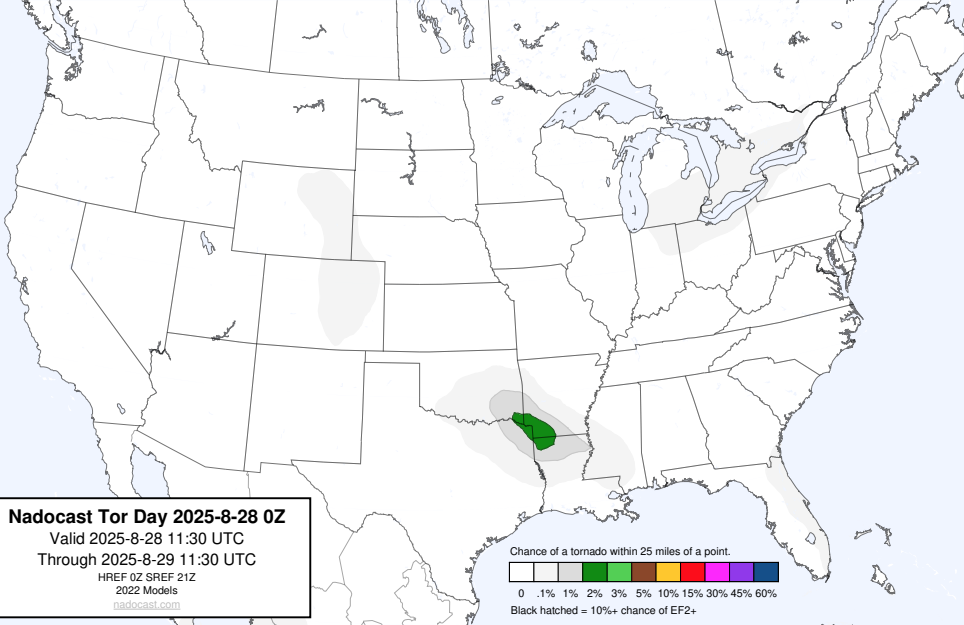 Nadocast Tor Day 2025-8-28 0Z
Valid 2025-8-28 11:30 UTC
Through 2025-8-29 11:30 UTC
HREF 0Z SREF 21Z
2022 Models
nadocast.com
Chance of a tornado within 25 miles of a point.
0 .1% 1% 2% 3% 5% 10% 15% 30% 45% 60%
Black hatched = 10%+ chance of EF2+